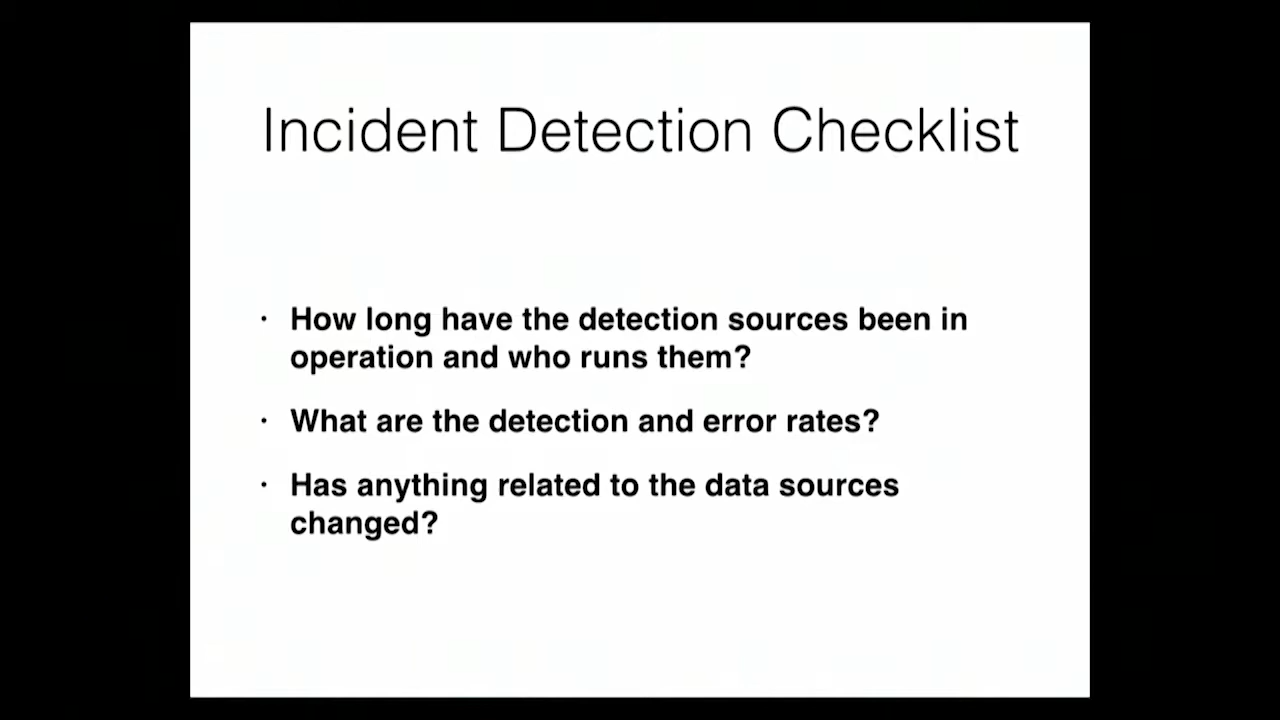 Incident Detection Checklist
· How long have the detection sources been in
operation and who runs them?
· What are the detection and error rates?
· Has anything related to the data sources
changed?